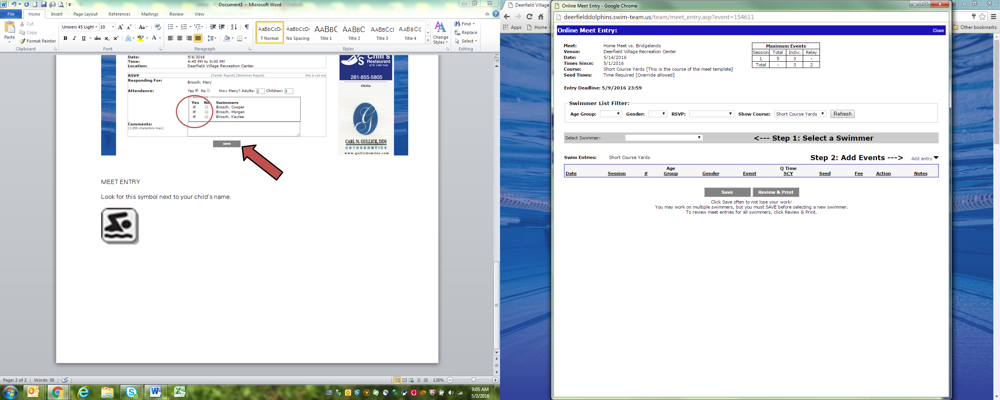 Document1 - Microsoft Word
File Home Insert Page Layout References Mailings Review View
Paste
Cut
Copy
Format Painter
Clipboard
Univers 45 Light 10
Font
Paragraph
AaBbCcDc AaBbCcDc AaBbC AaBbC AaBbCcI AaBbCc
¶ Normal No Spacing Title 1 Title 2 Title 3 Title 4
Styles
Change Styles
Find
Replace
Select
Editing
Date: 5/6/2016
Time: 4:45 PM to 9:00 PM
Location: Deerfield Village Recreation Center
RSVP [Family Report] [Swimmer Report] this is not me
Responding For: Brosch, Mary
Attendance: Yes No How Many? Adults: 2 Children: 3
Swimmers:
Yes No Swimmers
Brosch, Cooper
Brosch, Morgan
Brosch, Kaylee
Comments:
[1,000 characters max]
save
Chili's
Restaurant
at W. Little York
281-855-5805
Chilis
G
CARL N. GULLICK, DDS
ORTHODONTICS
www.gullicksmiles.com
MEET ENTRY
Look for this symbol next to your child's name.
Page: 2 of 2 Words: 58 120%
9:05 AM
5/2/2016
Deerfield Village
Apps Home -
Other bookmarks
Online Meet Entry - Google Chrome
deerfielddolphins.swim-team.us/team/meet_entry.asp?event=154611
Online Meet Entry: Close
Meet: Home Meet vs. Bridgelands
Venue: Deerfield Village Recreation Center
Date: 5/14/2016
Times Since: 5/1/2016
Course: Short Course Yards [This is the course of the meet template]
Seed Times: Time Required [Override allowed]
Maximum Events
Session Total Indiv. Relay
1 5 3 -
Total - 3 2
Entry Deadline: 5/9/2016 23:59
Swimmer List Filter:
Age Group: Gender: RSVP: Show Course: Short Course Yards Refresh
Select Swimmer: <--- Step 1: Select a Swimmer
Swim Entries: Short Course Yards Step 2: Add Events ---> Add entry
Date Session # Age Group Gender Event Q Time SCY Seed Fee Action Notes
Save Review & Print
Click Save often to not lose your work!
You may work on multiple swimmers, but you must SAVE before selecting a new swimmer.
To review meet entries for all swimmers, click Review & Print.